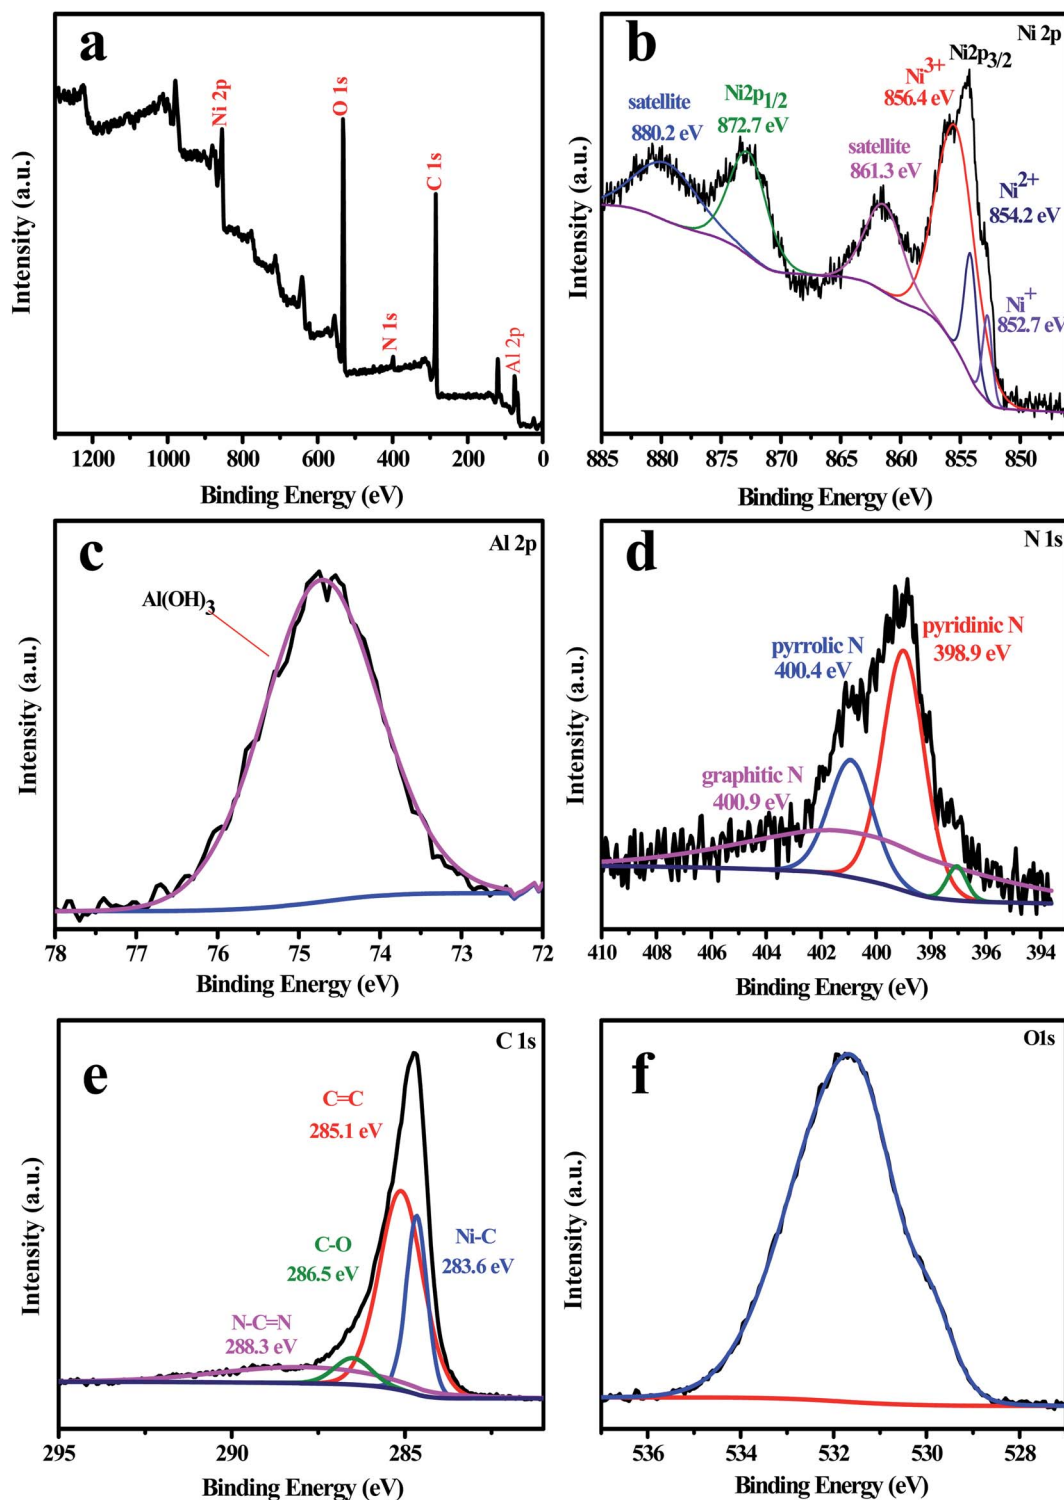 a
Ni 2p
O 1s
C 1s
N 1s
Al 2p
Intensity (a.u.)
1200 1000 800 600 400 200 0
Binding Energy (eV)
b
Ni 2p
Ni2p3/2
Ni3+
856.4 eV
satellite
880.2 eV
Ni2p1/2
872.7 eV
satellite
861.3 eV
Ni2+
854.2 eV
Ni+
852.7 eV
Intensity (a.u.)
885 880 875 870 865 860 855 850
Binding Energy (eV)
c
Al 2p
Al(OH)3
Intensity (a.u.)
78 77 76 75 74 73 72
Binding Energy (eV)
d
N 1s
pyridinic N
398.9 eV
pyrrolic N
400.4 eV
graphitic N
400.9 eV
Intensity (a.u.)
410 408 406 404 402 400 398 396 394
Binding Energy (eV)
e
C 1s
C=C
285.1 eV
C-O
286.5 eV
Ni-C
283.6 eV
N-C=N
288.3 eV
Intensity (a.u.)
295 290 285
Binding Energy (eV)
f
O1s
Intensity (a.u.)
536 534 532 530 528
Binding Energy (eV)